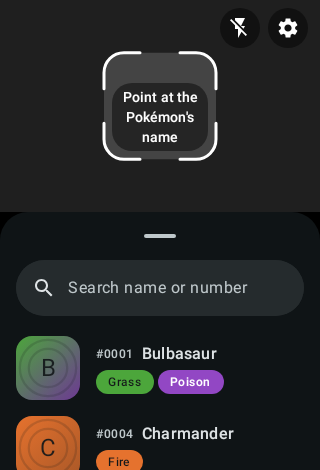 Point at the
Pokémon's
name
Search name or number
B
#0001 Bulbasaur
Grass Poison
C
#0004 Charmander
Fire